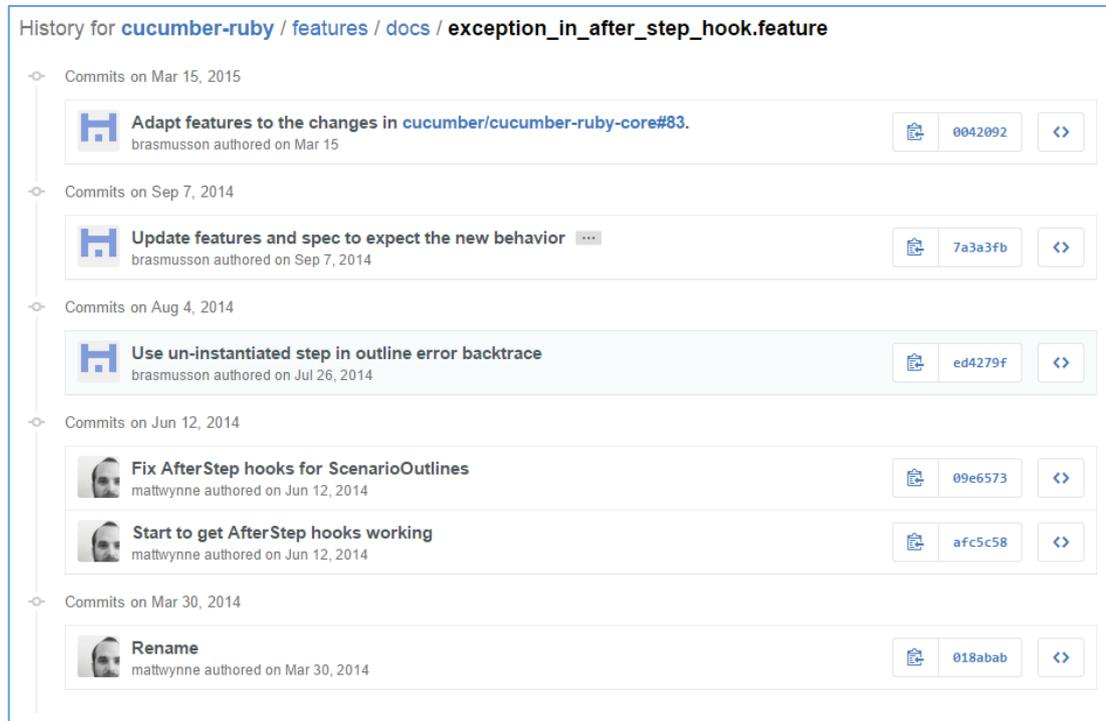 History for cucumber-ruby / features / docs / exception_in_after_step_hook.feature
Commits on Mar 15, 2015
Adapt features to the changes in cucumber/cucumber-ruby-core#83.
brasmusson authored on Mar 15
0042092
Commits on Sep 7, 2014
Update features and spec to expect the new behavior ...
brasmusson authored on Sep 7, 2014
7a3a3fb
Commits on Aug 4, 2014
Use un-instantiated step in outline error backtrace
brasmusson authored on Jul 26, 2014
ed4279f
Commits on Jun 12, 2014
Fix AfterStep hooks for ScenarioOutlines
mattwynne authored on Jun 12, 2014
09e6573
Start to get AfterStep hooks working
mattwynne authored on Jun 12, 2014
afc5c58
Commits on Mar 30, 2014
Rename
mattwynne authored on Mar 30, 2014
018abab